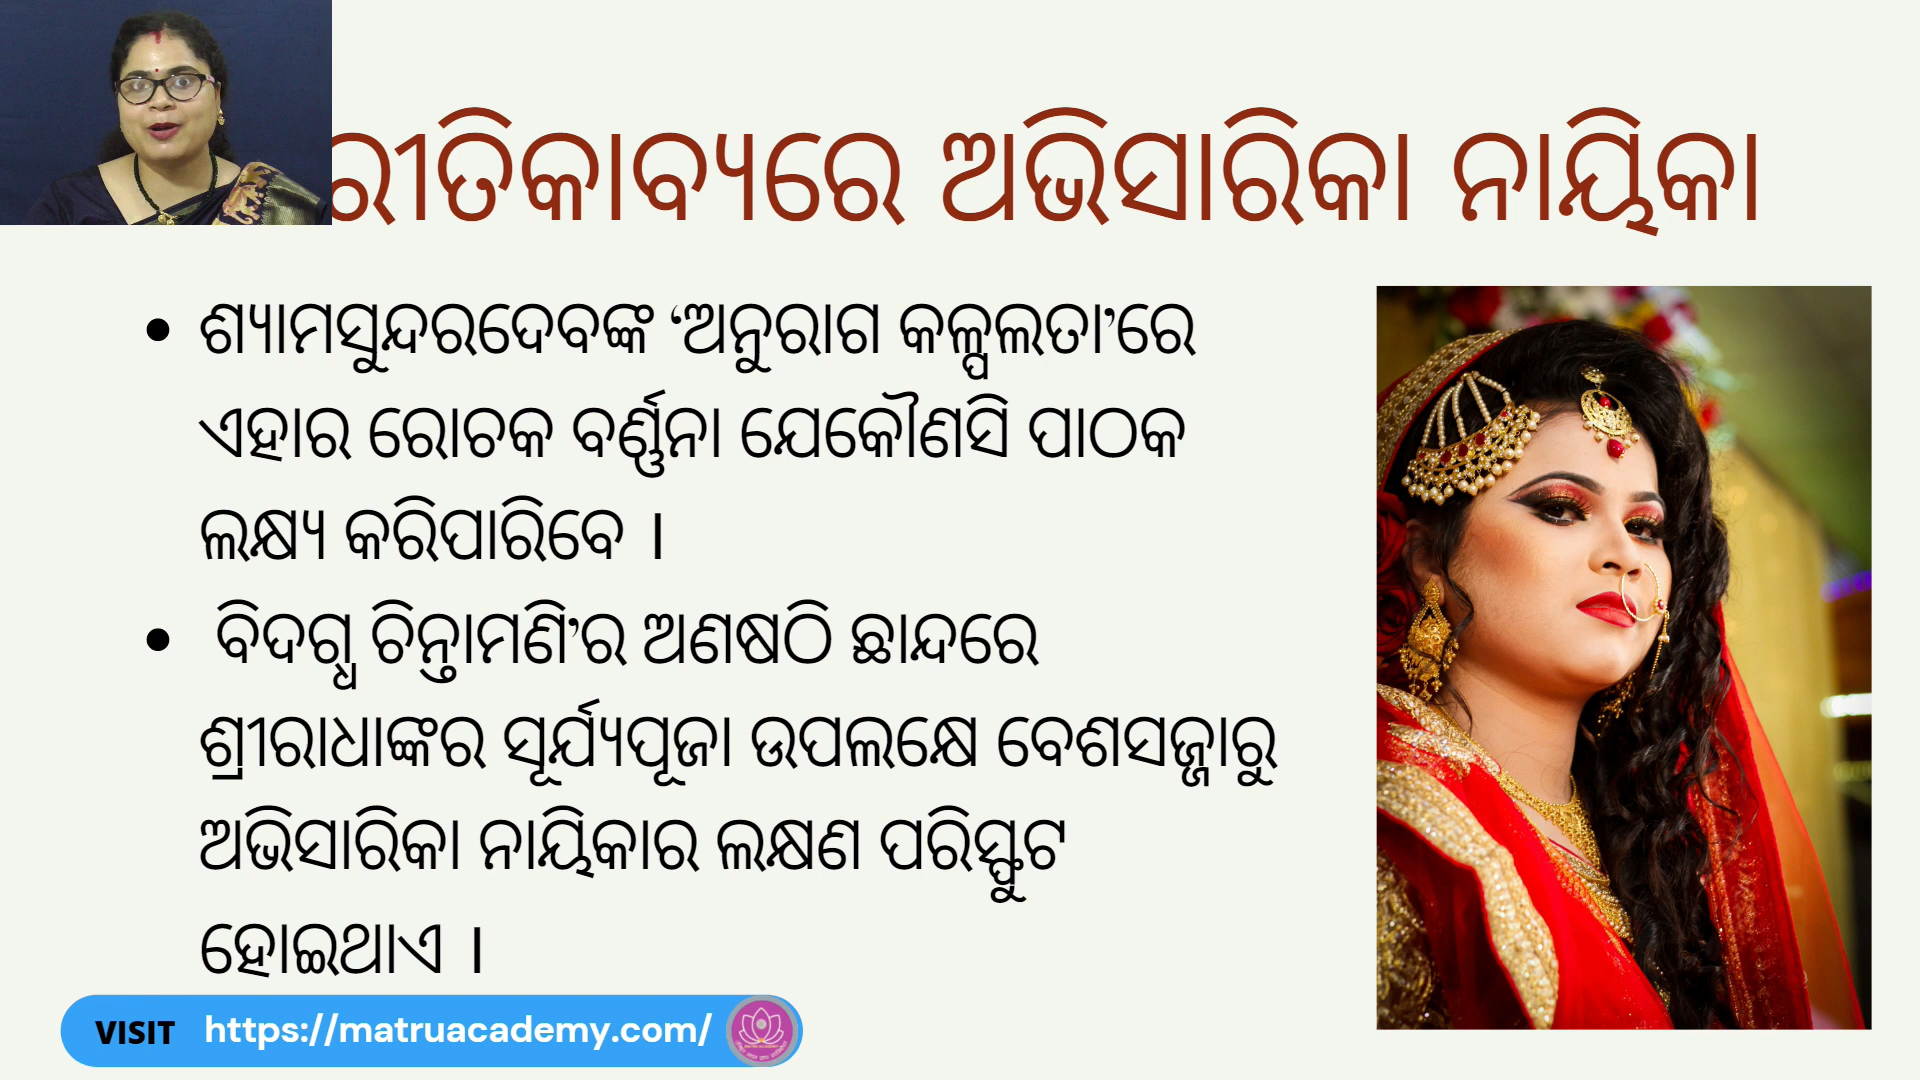 ରୀତିକାବ୍ୟରେ ଅଭିସାରିକା ନାୟିକା
• ଶ୍ୟାମସୁନ୍ଦରଦେବଙ୍କ ‘ଅନୁରାଗ କଳ୍ପଲତା’ରେ
ଏହାର ରୋଚକ ବର୍ଣ୍ଣନା ଯେକୌଣସି ପାଠକ
ଲକ୍ଷ୍ୟ କରିପାରିବେ ।
• ବିଦଗ୍ଧ ଚିନ୍ତାମଣି’ର ଅଣଷଠି ଛାନ୍ଦରେ
ଶ୍ରୀରାଧାଙ୍କର ସୂର୍ଯ୍ୟପୂଜା ଉପଲକ୍ଷେ ବେଶସଜ୍ଜାରୁ
ଅଭିସାରିକା ନାୟିକାର ଲକ୍ଷଣ ପରିସ୍ଫୁଟ
ହୋଇଥାଏ ।
VISIT https://matruacademy.com/